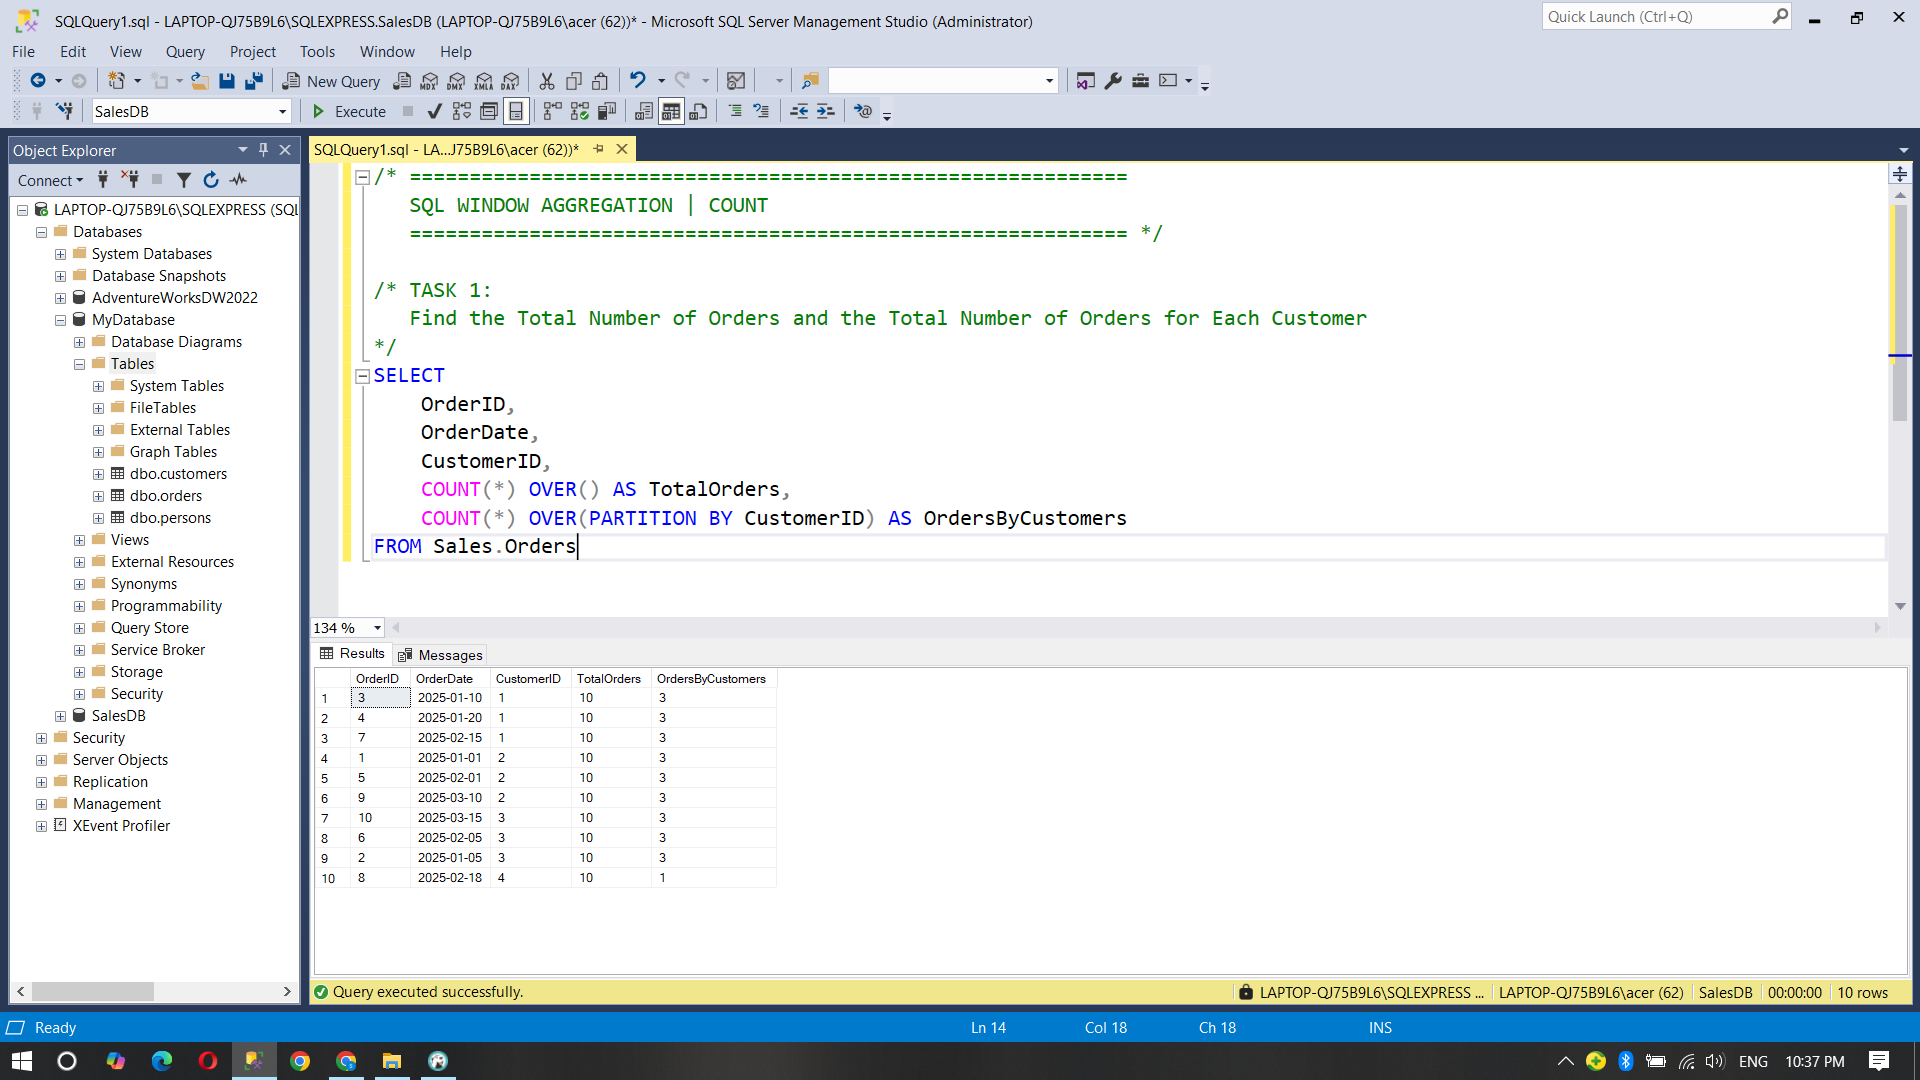 SQLQuery1.sql - LAPTOP-QJ75B9L6\SQLEXPRESS.SalesDB (LAPTOP-QJ75B9L6\acer (62))* - Microsoft SQL Server Management Studio (Administrator)
Quick Launch (Ctrl+Q)
File Edit View Query Project Tools Window Help
New Query MDX DMX XMLA DAX
SalesDB Execute
Object Explorer
SQLQuery1.sql - LA...J75B9L6\acer (62))*
Connect
LAPTOP-QJ75B9L6\SQLEXPRESS (SQL
Databases
System Databases
Database Snapshots
AdventureWorksDW2022
MyDatabase
Database Diagrams
Tables
System Tables
FileTables
External Tables
Graph Tables
dbo.customers
dbo.orders
dbo.persons
Views
External Resources
Synonyms
Programmability
Query Store
Service Broker
Storage
Security
SalesDB
Security
Server Objects
Replication
Management
XEvent Profiler
/* ============================================================
SQL WINDOW AGGREGATION | COUNT
============================================================ */
/* TASK 1:
Find the Total Number of Orders and the Total Number of Orders for Each Customer
*/
SELECT
OrderID,
OrderDate,
CustomerID,
COUNT(*) OVER() AS TotalOrders,
COUNT(*) OVER(PARTITION BY CustomerID) AS OrdersByCustomers
FROM Sales.Orders
134 %
Results Messages
OrderID OrderDate CustomerID TotalOrders OrdersByCustomers
1 3 2025-01-10 1 10 3
2 4 2025-01-20 1 10 3
3 7 2025-02-15 1 10 3
4 1 2025-01-01 2 10 3
5 5 2025-02-01 2 10 3
6 9 2025-03-10 2 10 3
7 10 2025-03-15 3 10 3
8 6 2025-02-05 3 10 3
9 2 2025-01-05 3 10 3
10 8 2025-02-18 4 10 1
Query executed successfully.
LAPTOP-QJ75B9L6\SQLEXPRESS ... LAPTOP-QJ75B9L6\acer (62) SalesDB 00:00:00 10 rows
Ready Ln 14 Col 18 Ch 18 INS
ENG 10:37 PM